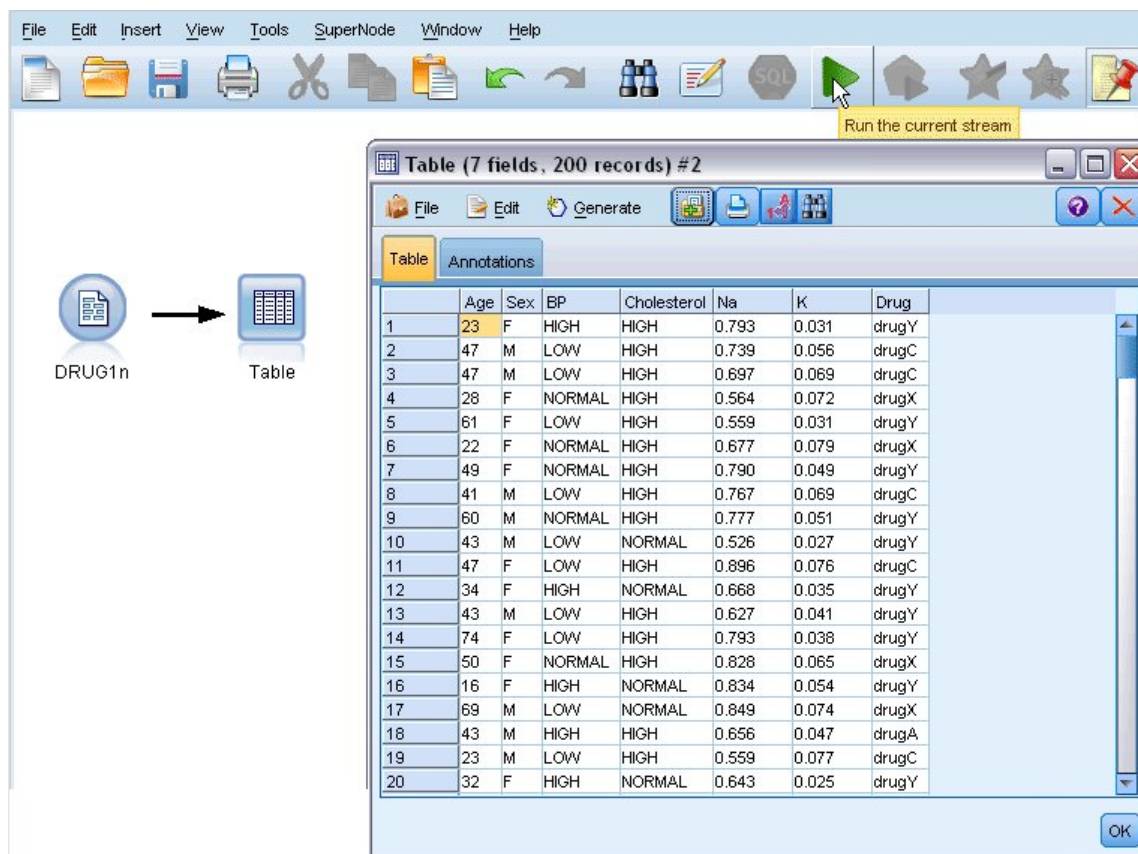 File Edit Insert View Tools SuperNode Window Help
SQL
Run the current stream
Table (7 fields, 200 records) #2
File Edit Generate
Table Annotations
Age Sex BP Cholesterol Na K Drug
1 23 F HIGH HIGH 0.793 0.031 drugY
2 47 M LOW HIGH 0.739 0.056 drugC
3 47 M LOW HIGH 0.697 0.069 drugC
4 28 F NORMAL HIGH 0.564 0.072 drugX
5 61 F LOW HIGH 0.559 0.031 drugY
6 22 F NORMAL HIGH 0.677 0.079 drugX
7 49 F NORMAL HIGH 0.790 0.049 drugY
8 41 M LOW HIGH 0.767 0.069 drugC
9 60 M NORMAL HIGH 0.777 0.051 drugY
10 43 M LOW NORMAL 0.526 0.027 drugY
11 47 F LOW HIGH 0.896 0.076 drugC
12 34 F HIGH NORMAL 0.668 0.035 drugY
13 43 M LOW HIGH 0.627 0.041 drugY
14 74 F LOW HIGH 0.793 0.038 drugY
15 50 F NORMAL HIGH 0.828 0.065 drugX
16 16 F HIGH NORMAL 0.834 0.054 drugY
17 69 M LOW NORMAL 0.849 0.074 drugX
18 43 M HIGH HIGH 0.656 0.047 drugA
19 23 M LOW HIGH 0.559 0.077 drugC
20 32 F HIGH NORMAL 0.643 0.025 drugY
DRUG1n
Table
OK